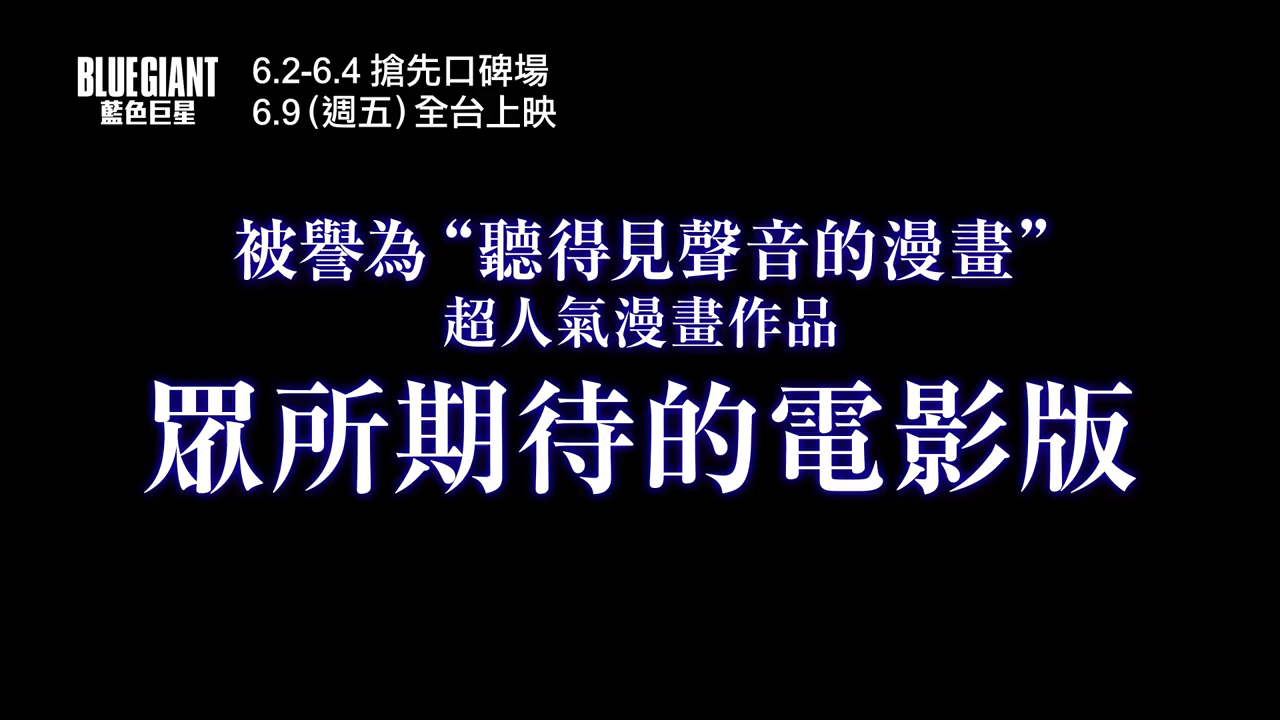 BLUE GIANT
藍色巨星
6.2-6.4 搶先口碑場
6.9 (週五) 全台上映
被譽為 “聽得見聲音的漫畫”
超人氣漫畫作品
眾所期待的電影版